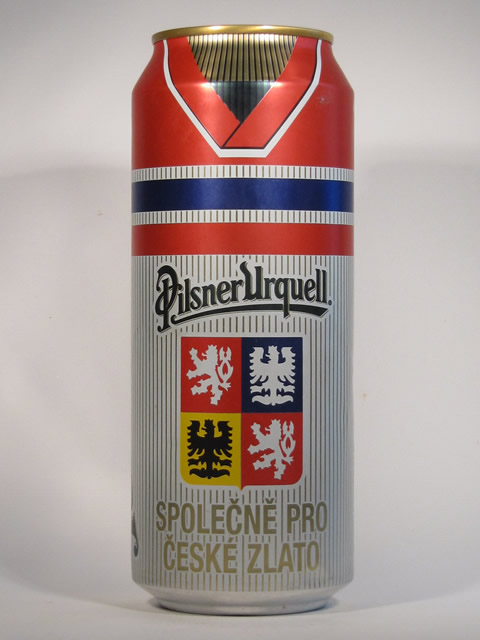 Pilsner Urquell
SPOLEČNĚ PRO
ČESKÉ ZLATO